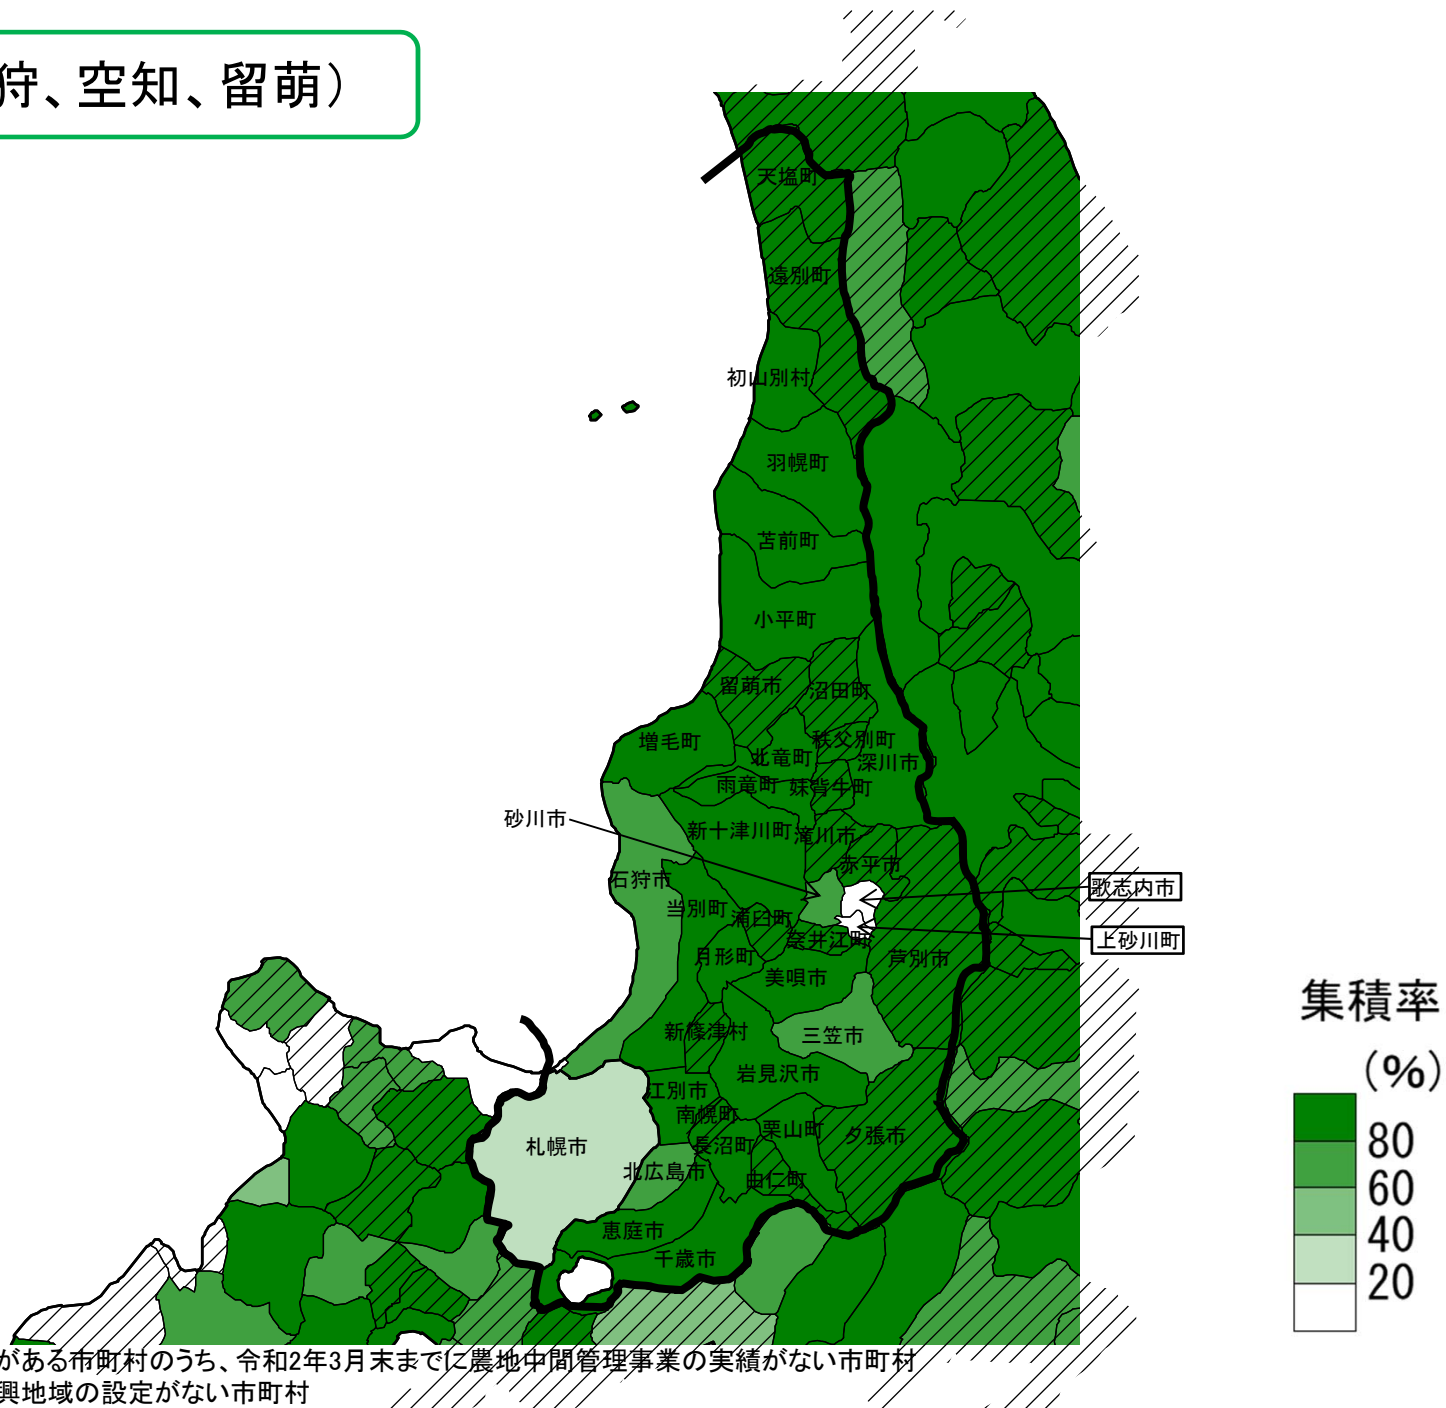 狩、空知、留萌）
天塩町
遠別町
初山別村
羽幌町
苫前町
小平町
留萌市
沼田町
増毛町
秩父別町
北竜町
深川市
雨竜町
妹背牛町
砂川市
新十津川町
滝川市
赤平市
石狩市
歌志内市
当別町
浦臼町
奈井江町
上砂川町
月形町
芦別市
美唄市
新篠津村
三笠市
岩見沢市
江別市
南幌町
栗山町
夕張市
札幌市
長沼町
北広島市
由仁町
恵庭市
千歳市
集積率
（%）
80
60
40
20
がある市町村のうち、令和2年3月末までに農地中間管理事業の実績がない市町村
興地域の設定がない市町村